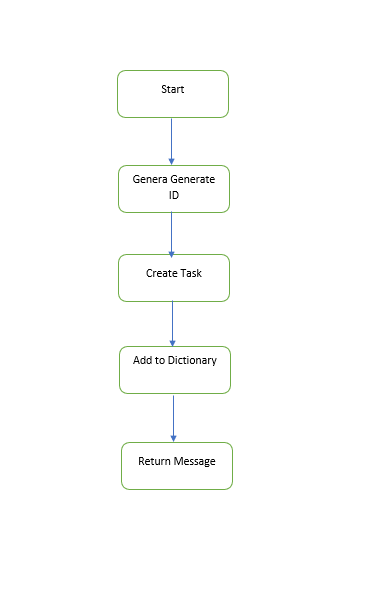 Start
Genera Generate
ID
Create Task
Add to Dictionary
Return Message